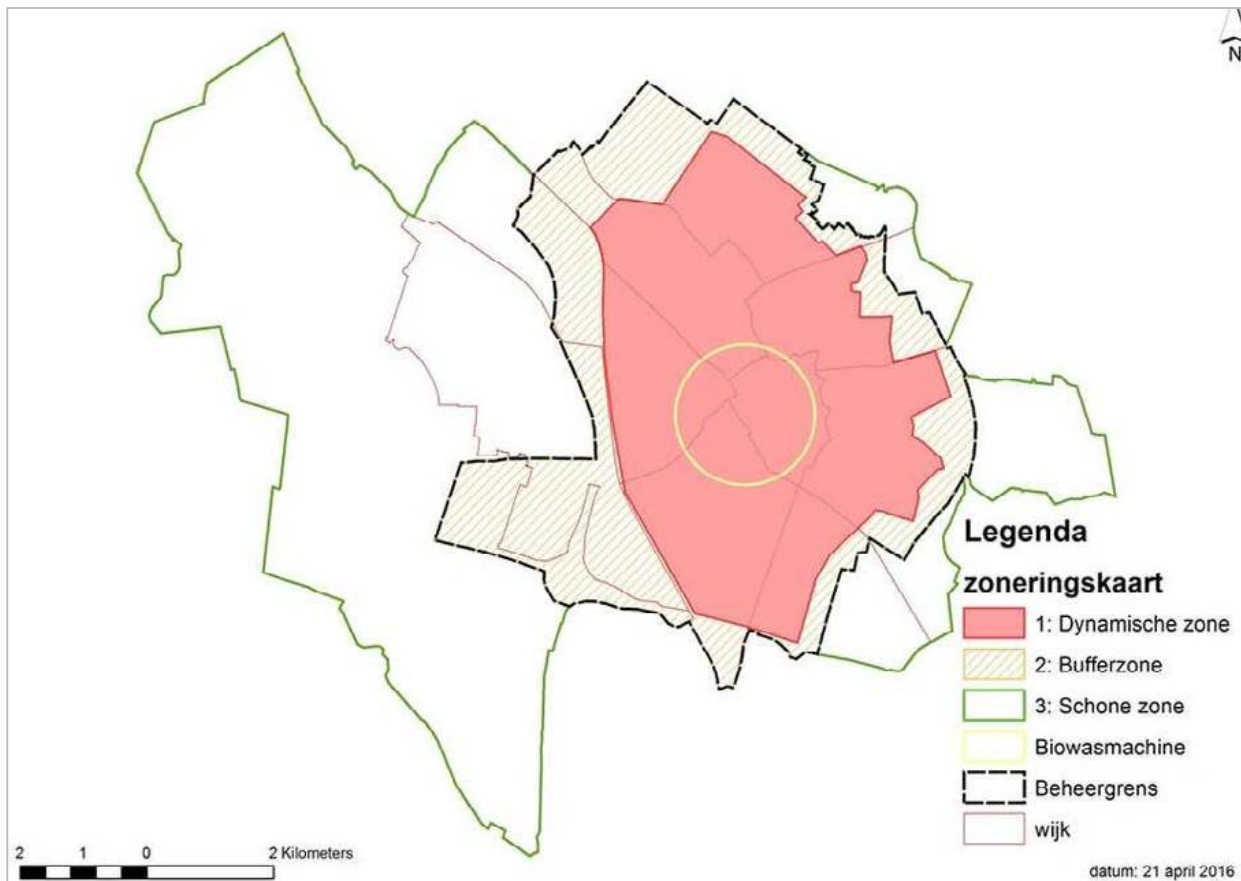 N
Legenda
zoneringskaart
1: Dynamische zone
2: Bufferzone
3: Schone zone
Biowasmachine
Beheergrens
wijk
2 1 0 2 Kilometers
datum: 21 april 2016